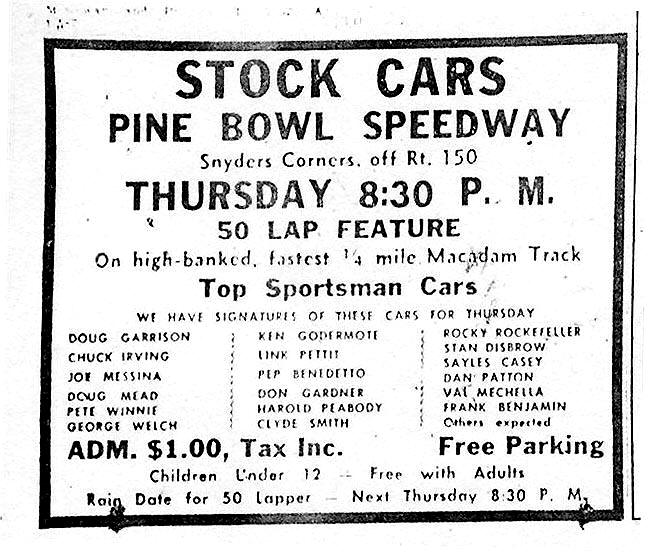 STOCK CARS
PINE BOWL SPEEDWAY
Snyders Corners, off Rt. 150
THURSDAY 8:30 P. M.
50 LAP FEATURE
On high-banked, fastest ¼ mile Macadam Track
Top Sportsman Cars
WE HAVE SIGNATURES OF THESE CARS FOR THURSDAY
DOUG GARRISON
CHUCK IRVING
JOE MESSINA
DOUG MEAD
PETE WINNIE
GEORGE WELCH
KEN GODERMOTE
LINK PETTIT
PEP BENEDETTO
DON GARDNER
HAROLD PEABODY
CLYDE SMITH
ROCKY ROCKEFELLER
STAN DISBROW
SAYLES CASEY
DAN PATTON
VAL MECHELLA
FRANK BENJAMIN
Others expected
ADM. $1.00, Tax Inc. Free Parking
Children Under 12 — Free with Adults
Rain Date for 50 Lapper — Next Thursday 8:30 P. M.